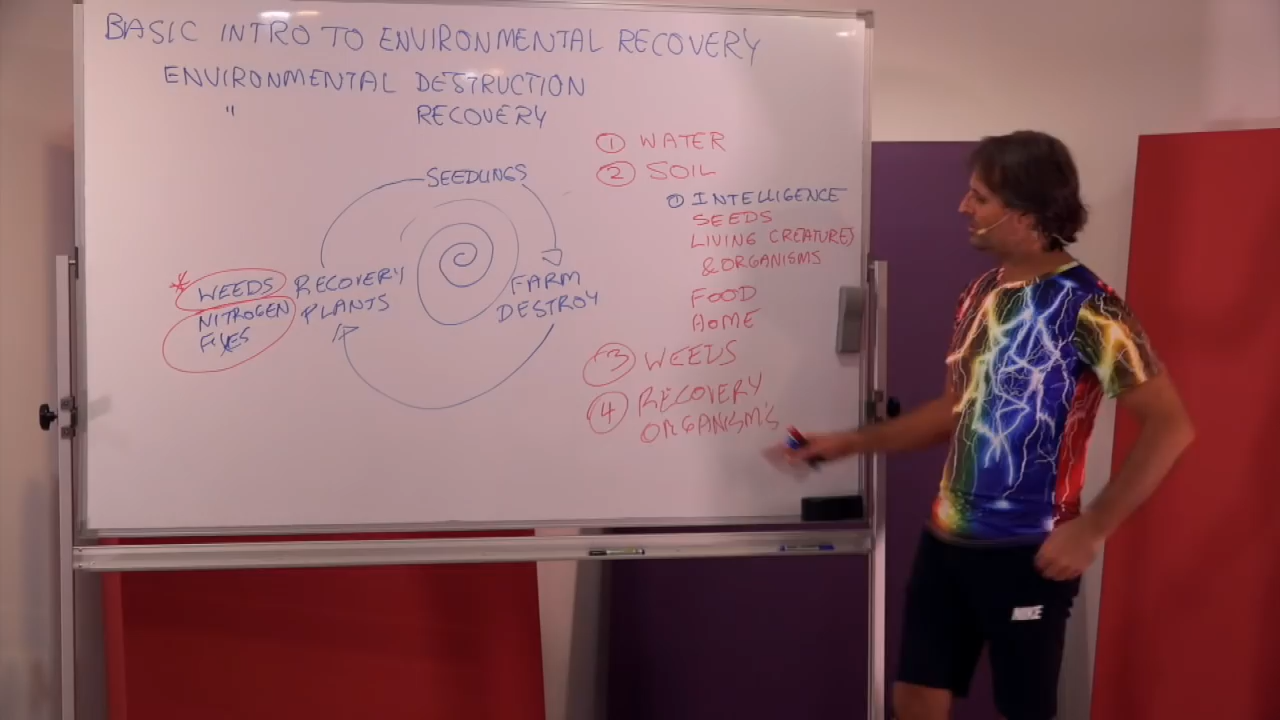 BASIC INTRO TO ENVIRONMENTAL RECOVERY
ENVIRONMENTAL DESTRUCTION
" RECOVERY
SEEDLINGS
FARM
DESTROY
RECOVERY
PLANTS
* WEEDS
NITROGEN
FIXES
① WATER
② SOIL
① INTELLIGENCE
SEEDS
LIVING CREATURES
& ORGANISMS
FOOD
HOME
③ WEEDS
④ RECOVERY
ORGANISM'S
NIKE